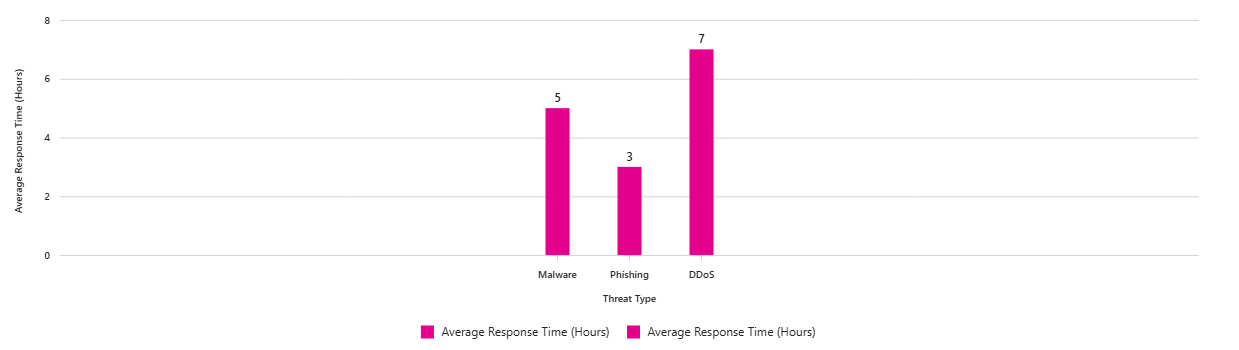 8
7
6
5
4
3
2
0
Average Response Time (Hours)
Malware Phishing DDoS
Threat Type
Average Response Time (Hours) Average Response Time (Hours)